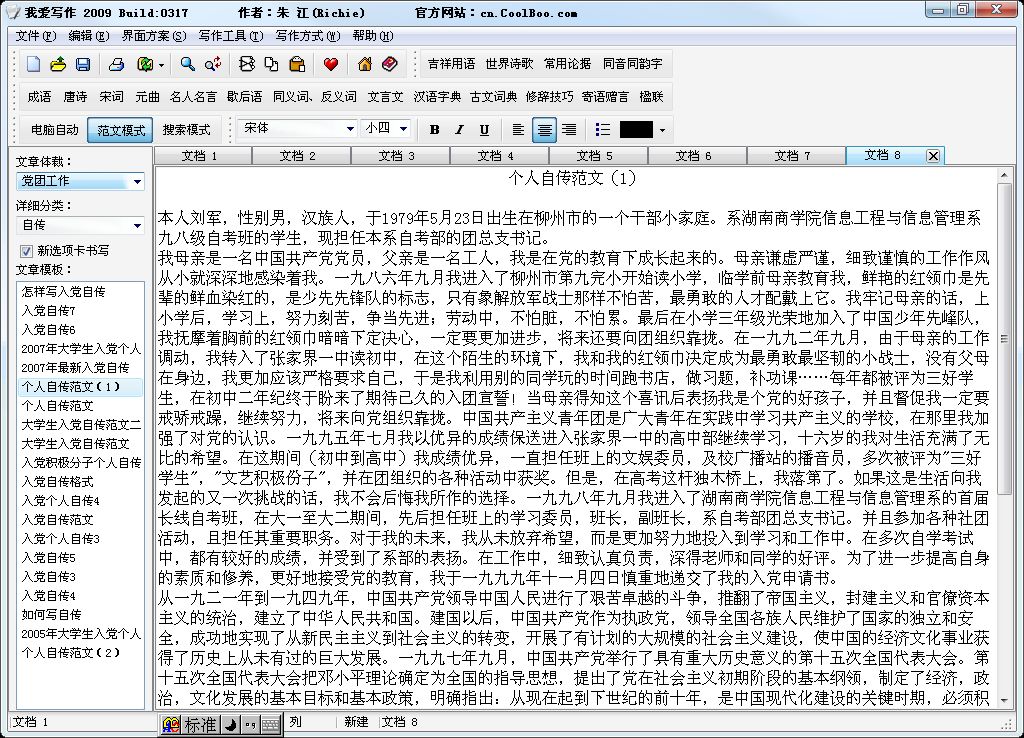 我爱写作 2009 Build:0317 作者：朱 江(Richie) 官方网站：cn.CoolBoo.com
文件(F) 编辑(E) 界面方案(S) 写作工具(T) 写作方式(W) 帮助(H)
吉祥用语 世界诗歌 常用论据 同音同韵字
成语 唐诗 宋词 元曲 名人名言 歇后语 同义词、反义词 文言文 汉语字典 古文词典 修辞技巧 寄语赠言 楹联
电脑自动 范文模式 搜索模式 宋体 小四 B I U
文档 1 文档 2 文档 3 文档 4 文档 5 文档 6 文档 7 文档 8
文章体裁：
党团工作
详细分类：
自传
新选项卡书写
文章模板：
怎样写入党自传
入党自传7
入党自传6
2007年大学生入党个人
2007年最新入党自传
个人自传范文(1)
个人自传范文
大学生入党自传范文二
大学生入党自传范文
入党积极分子个人自传
入党自传格式
入党个人自传4
入党自传范文
入党个人自传3
入党自传5
入党自传3
入党自传4
如何写自传
2005年大学生入党个人
个人自传范文(2)
个人自传范文（1）
本人刘军，性别男，汉族人，于1979年5月23日出生在柳州市的一个干部小家庭。系湖南商学院信息工程与信息管理系
九八级自考班的学生，现担任本系自考部的团总支书记。
我母亲是一名中国共产党党员，父亲是一名工人，我是在党的教育下成长起来的。母亲谦虚严谨，细致谨慎的工作作风
从小就深深地感染着我。一九八六年九月我进入了柳州市第九完小开始读小学，临学前母亲教育我，鲜艳的红领巾是先
辈的鲜血染红的，是少先先锋队的标志，只有象解放军战士那样不怕苦，最勇敢的人才配戴上它。我牢记母亲的话，上
小学后，学习上，努力刻苦，争当先进；劳动中，不怕脏，不怕累。最后在小学三年级光荣地加入了中国少年先峰队，
我抚摩着胸前的红领巾暗暗下定决心，一定要更加进步，将来还要向团组织靠拢。在一九九二年九月，由于母亲的工作
调动，我转入了张家界一中读初中，在这个陌生的环境下，我和我的红领巾决定成为最勇敢最坚韧的小战士，没有父母
在身边，我更加应该严格要求自己，于是我利用别的同学玩的时间跑书店，做习题，补功课……每年都被评为三好学
生，在初中二年纪终于盼来了期待已久的入团宣誓！当母亲得知这个喜讯后表扬我是个党的好孩子，并且督促我一定要
戒骄戒躁，继续努力，将来向党组织靠拢。中国共产主义青年团是广大青年在实践中学习共产主义的学校，在那里我加
强了对党的认识。一九九五年七月我以优异的成绩保送进入张家界一中的高中部继续学习，十六岁的我对生活充满了无
比的希望。在这期间（初中到高中）我成绩优异，一直担任班上的文娱委员，及校广播站的播音员，多次被评为"三好
学生"，"文艺积极份子"，并在团组织的各种活动中获奖。但是，在高考这杆独木桥上，我落第了。如果这是生活向我
发起的又一次挑战的话，我不会后悔我所作的选择。一九九八年九月我进入了湖南商学院信息工程与信息管理系的首届
长线自考班，在大一至大二期间，先后担任班上的学习委员，班长，副班长，系自考部团总支书记。并且参加各种社团
活动，且担任其重要职务。对于我的未来，我从未放弃希望，而是更加努力地投入到学习和工作中。在多次自学考试
中，都有较好的成绩，并受到了系部的表扬。在工作中，细致认真负责，深得老师和同学的好评。为了进一步提高自身
的素质和修养，更好地接受党的教育，我于一九九九年十一月四日慎重地递交了我的入党申请书。
从一九二一年到一九四九年，中国共产党领导中国人民进行了艰苦卓越的斗争，推翻了帝国主义，封建主义和官僚资本
主义的统治，建立了中华人民共和国。建国以后，中国共产党作为执政党，领导全国各族人民维护了国家的独立和安
全，成功地实现了从新民主主义到社会主义的转变，开展了有计划的大规模的社会主义建设，使中国的经济文化事业获
得了历史上从未有过的巨大发展。一九九七年九月，中国共产党举行了具有重大历史意义的第十五次全国代表大会。第
十五次全国代表大会把邓小平理论确定为全国的指导思想，提出了党在社会主义初期阶段的基本纲领，制定了经济，政
治，文化发展的基本目标和基本政策，明确指出：从现在起到下世纪的前十年，是中国现代化建设的关键时期，必须积
文档 1 标准 列 新建 文档 8